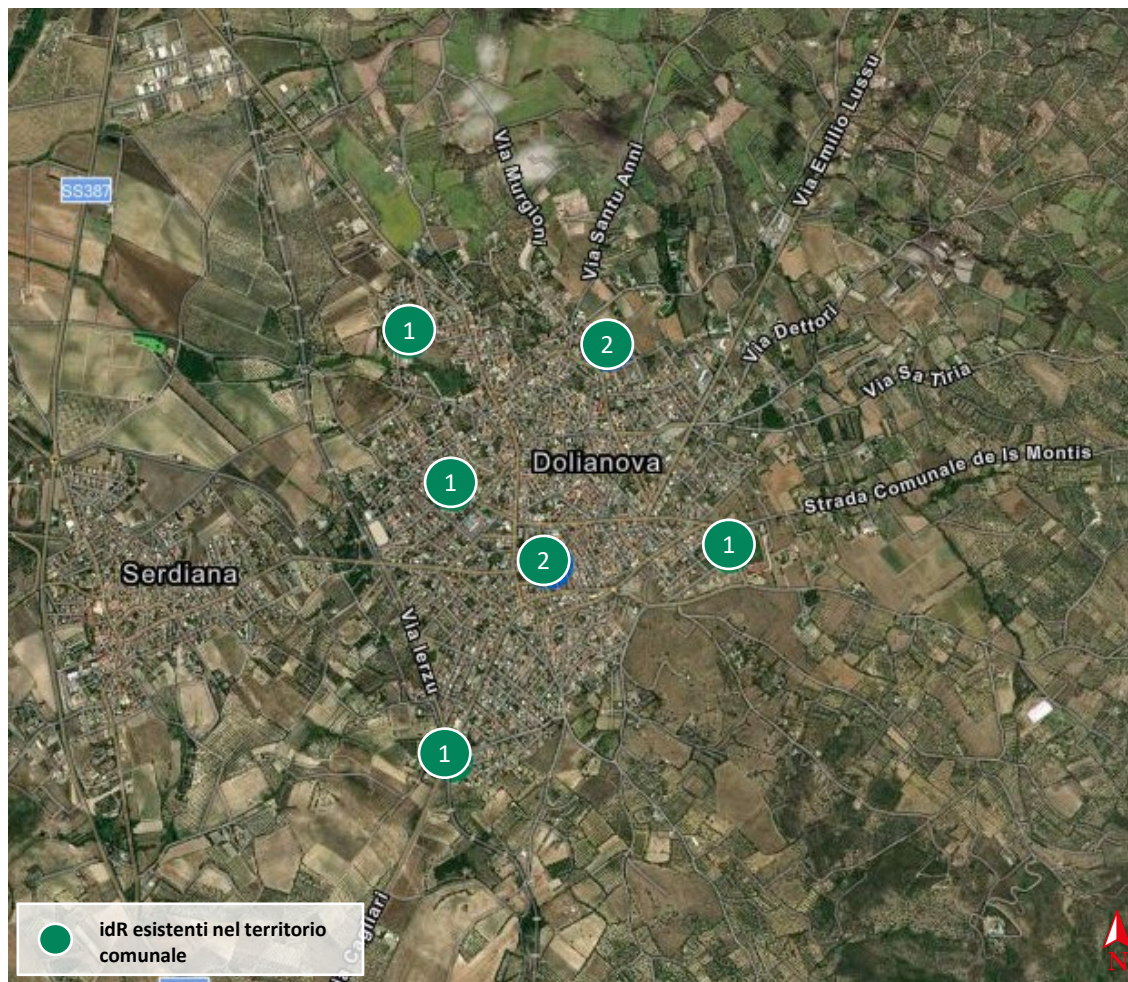 SS387
Via Murgioni
Via Santu Anni
Via Emilio Lussu
1
2
Via Dettori
Via Sa Tiria
Dolianova
Strada Comunale de Is Montis
1
1
2
Serdiana
Via Ierzu
1
idR esistenti nel territorio
comunale
Cagliari
N